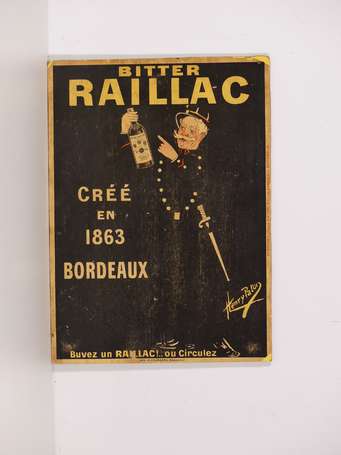 BITTER
RAILLAC
CRÉÉ
EN
1863
BORDEAUX
Buvez un RAILLAC!.. ou Circulez